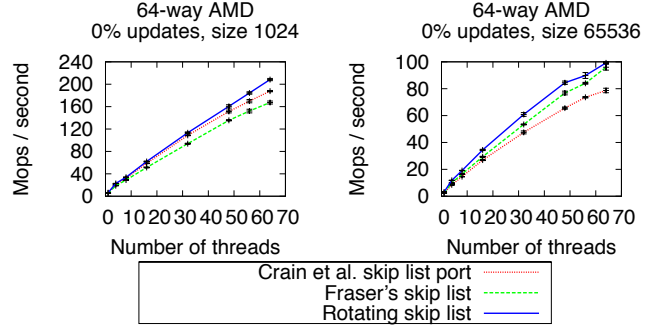 64-way AMD
0% updates, size 1024
Mops / second
240
200
160
120
80
40
0
0 10 20 30 40 50 60 70
Number of threads
64-way AMD
0% updates, size 65536
Mops / second
100
80
60
40
20
0
0 10 20 30 40 50 60 70
Number of threads
Crain et al. skip list port
Fraser's skip list
Rotating skip list